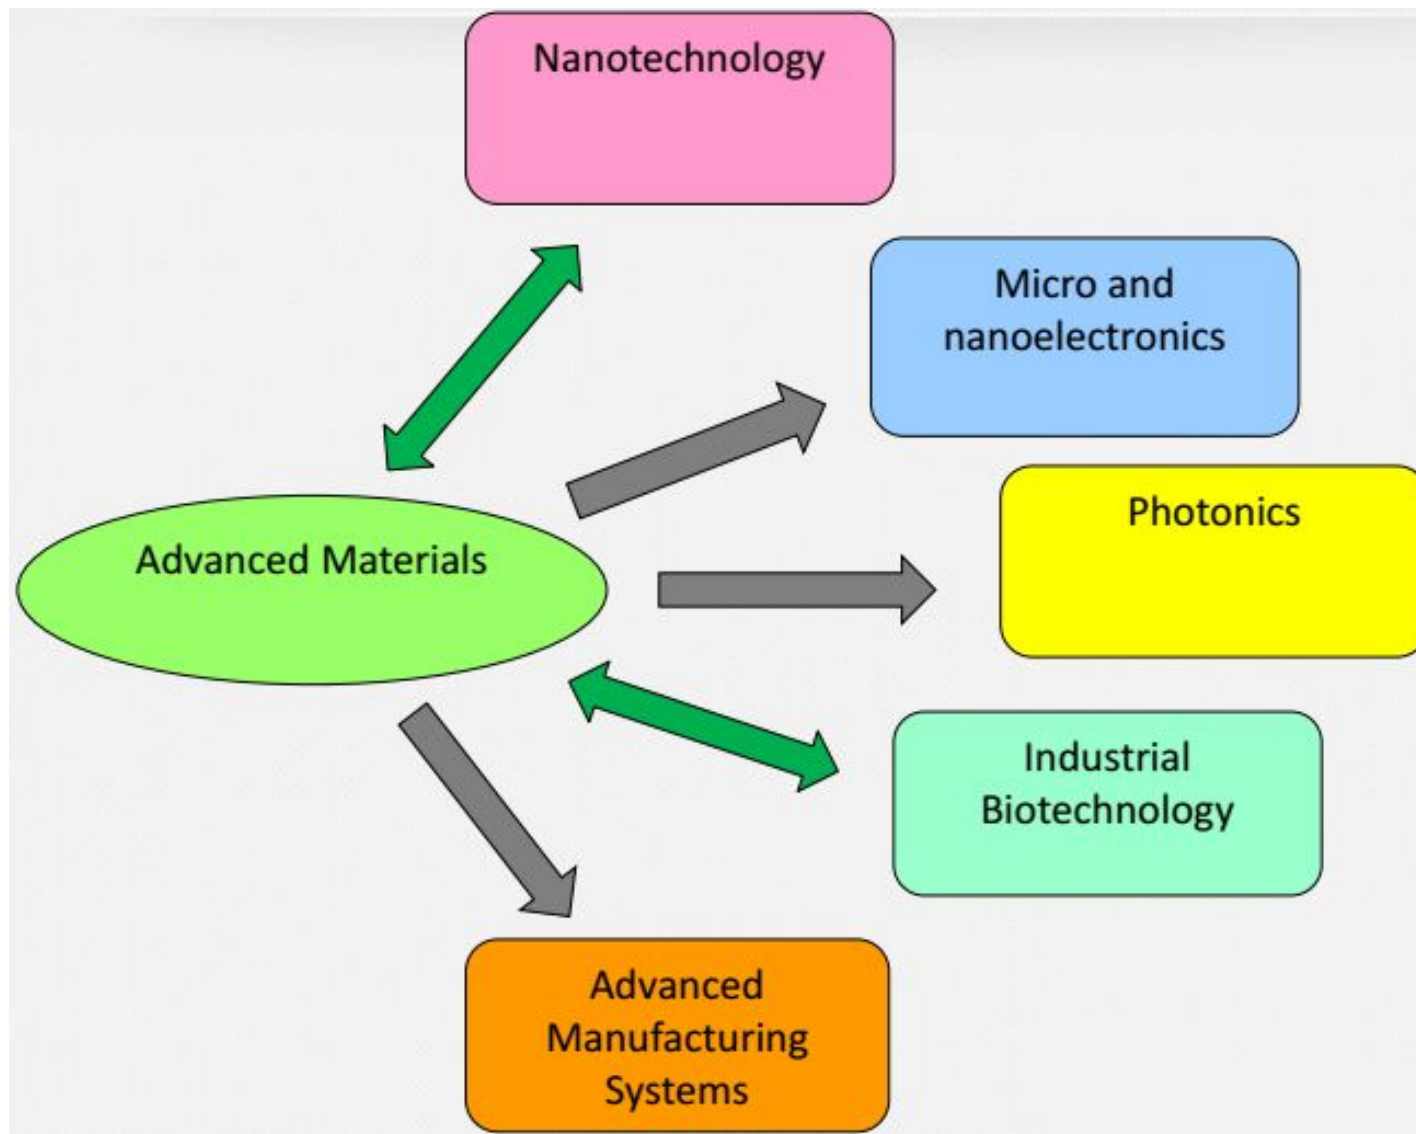 Nanotechnology
Micro and
nanoelectronics
Photonics
Advanced Materials
Industrial
Biotechnology
Advanced
Manufacturing
Systems